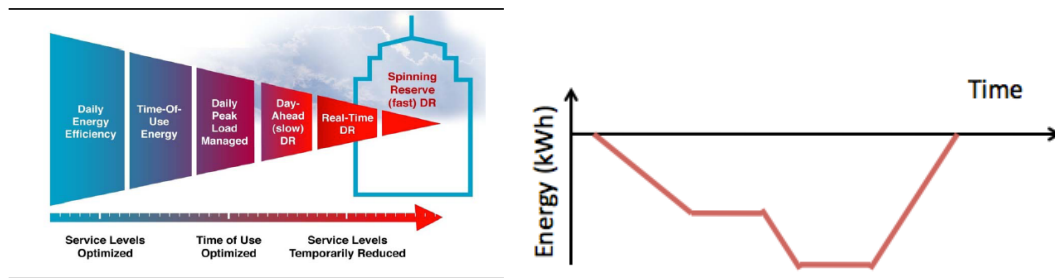 Daily
Energy
Efficiency
Time-Of-
Use
Energy
Daily
Peak
Load
Managed
Day-
Ahead
(slow)
DR
Real-Time
DR
Spinning
Reserve
(fast) DR
Service Levels
Optimized
Time of Use
Optimized
Service Levels
Temporarily Reduced
Time
Energy (kWh)